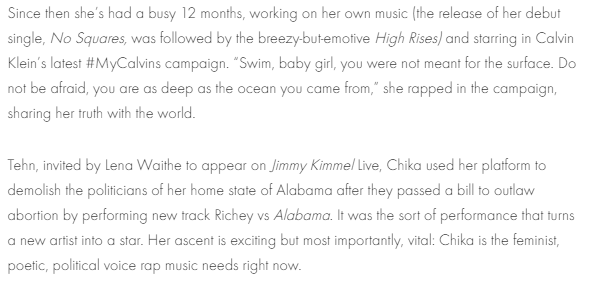 Since then she's had a busy 12 months, working on her own music (the release of her debut
single, No Squares, was followed by the breezy-but-emotive High Rises) and starring in Calvin
Klein's latest #MyCalvins campaign. "Swim, baby girl, you were not meant for the surface. Do
not be afraid, you are as deep as the ocean you came from," she rapped in the campaign,
sharing her truth with the world.

Tehn, invited by Lena Waithe to appear on Jimmy Kimmel Live, Chika used her platform to
demolish the politicians of her home state of Alabama after they passed a bill to outlaw
abortion by performing new track Richey vs Alabama. It was the sort of performance that turns
a new artist into a star. Her ascent is exciting but most importantly, vital: Chika is the feminist,
poetic, political voice rap music needs right now.